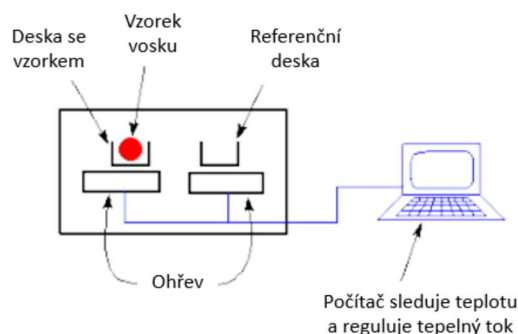 Deska se
vzorkem
Vzorek
vosku
Referenční
deska
Ohřev
Počítač sleduje teplotu
a reguluje tepelný tok